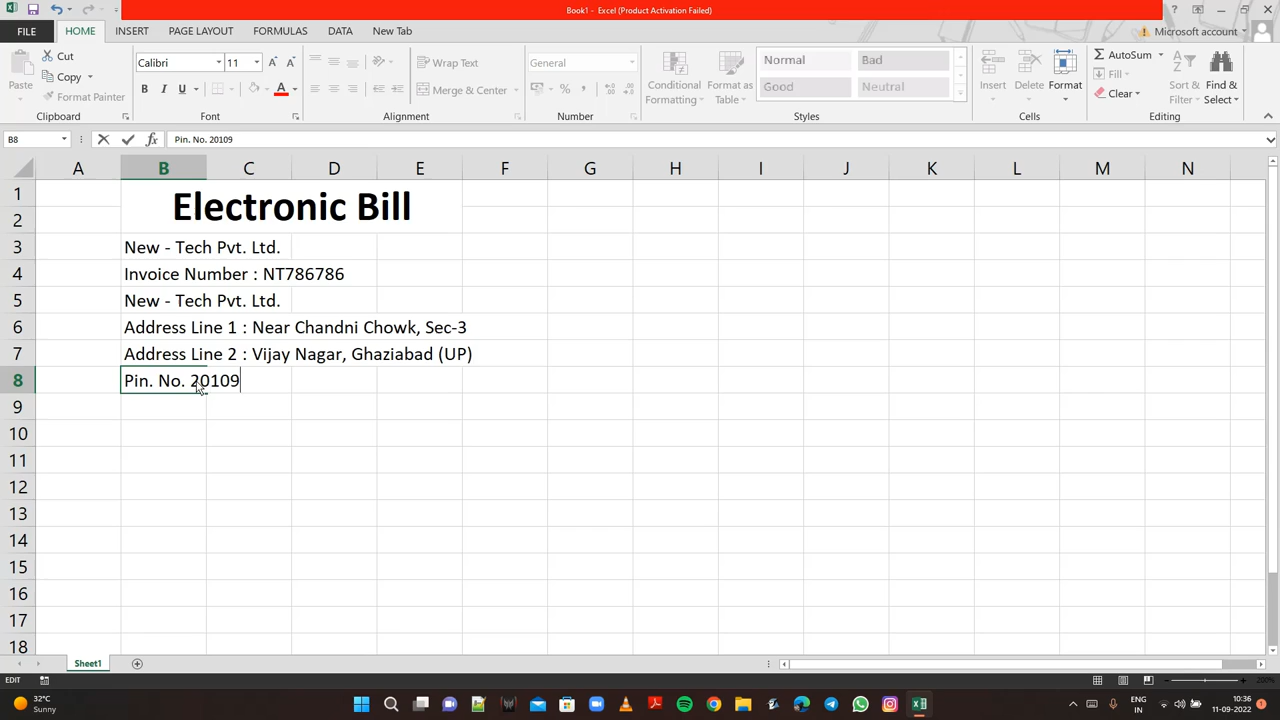 Book1 - Excel (Product Activation Failed)
FILE HOME INSERT PAGE LAYOUT FORMULAS DATA New Tab Microsoft account
Paste Cut Copy Format Painter Clipboard
Calibri 11 B I U A Font
Wrap Text Merge & Center Alignment
General % Number
Conditional Formatting Format as Table Normal Bad Good Neutral Styles
Insert Delete Format Cells
AutoSum Fill Clear Sort & Filter Find & Select Editing
B8 fx Pin. No. 20109
A B C D E F G H I J K L M N
1 Electronic Bill
2
3 New - Tech Pvt. Ltd.
4 Invoice Number : NT786786
5 New - Tech Pvt. Ltd.
6 Address Line 1 : Near Chandni Chowk, Sec-3
7 Address Line 2 : Vijay Nagar, Ghaziabad (UP)
8 Pin. No. 20109
9
10
11
12
13
14
15
16
17
18
Sheet1
EDIT 200%
32°C Sunny ENG IN 10:36 11-09-2022